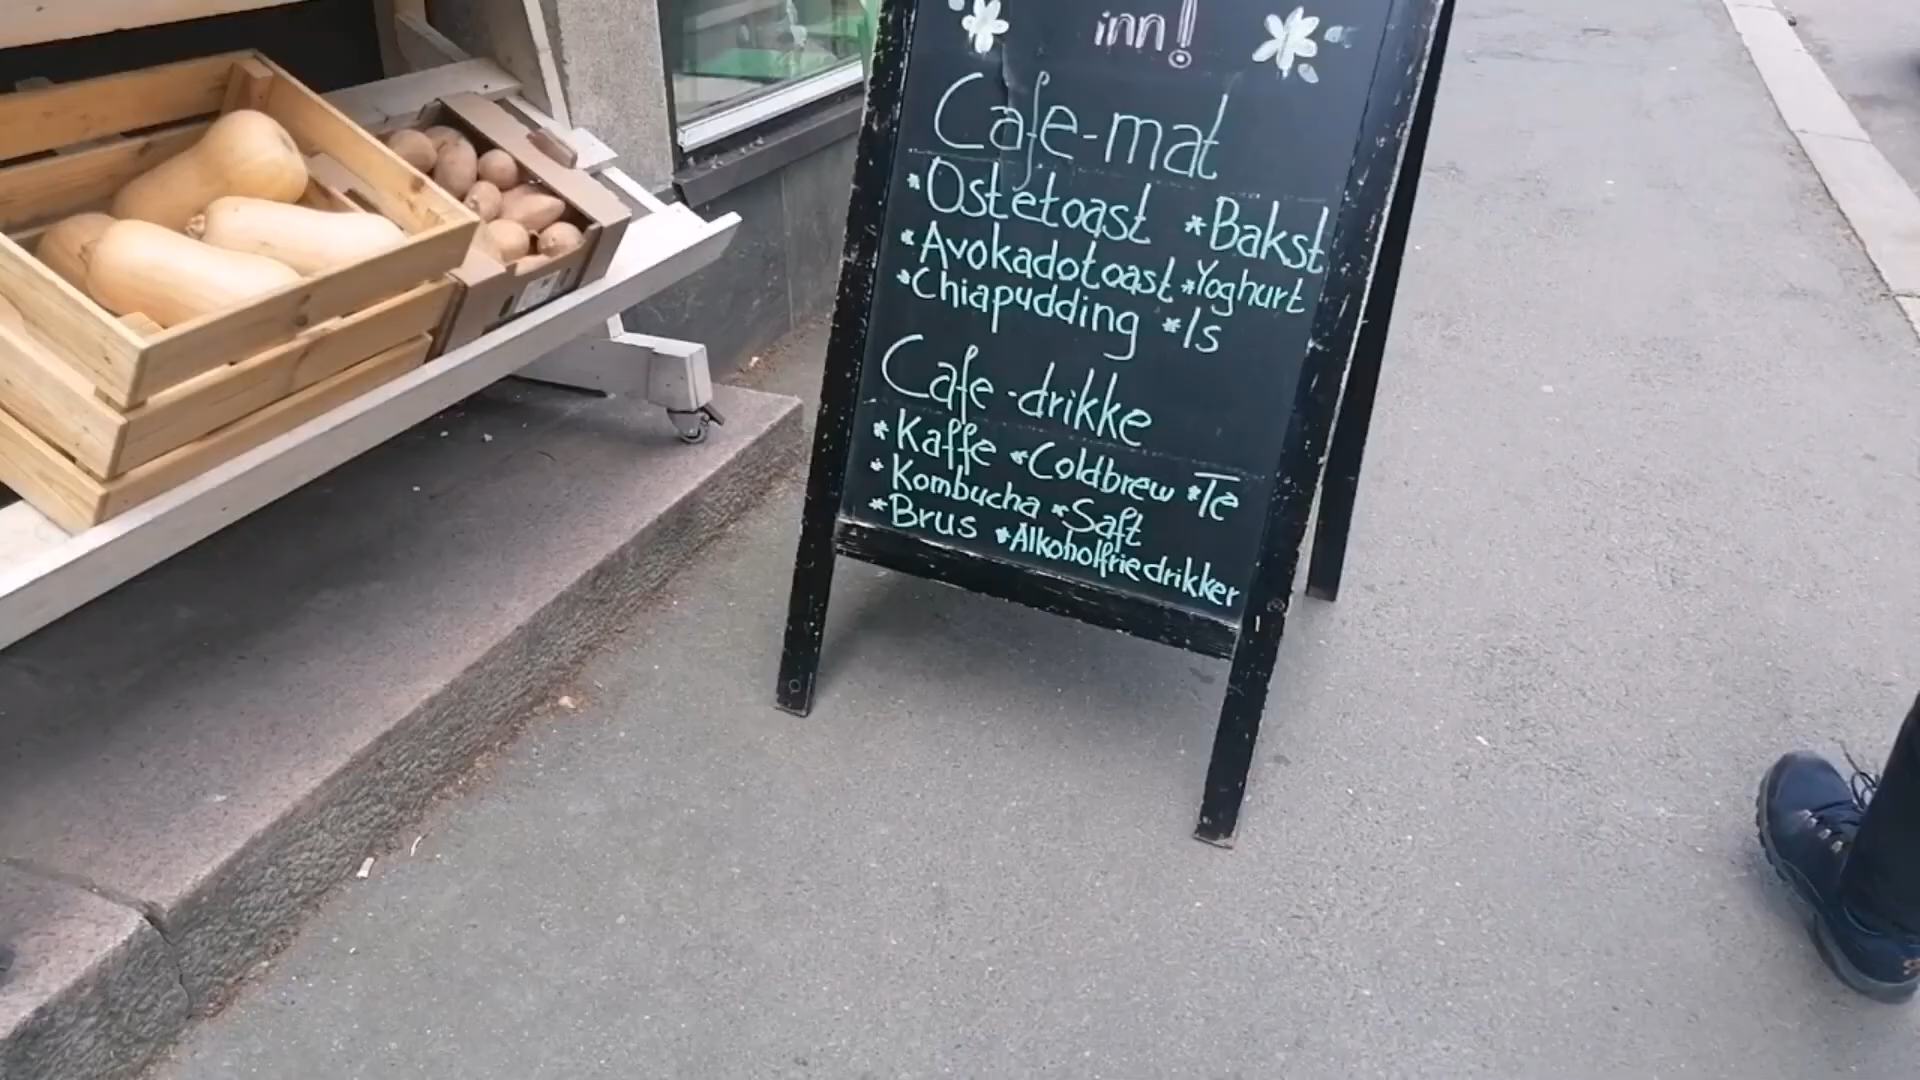 inn!
Cafe-mat
*Ostetoast *Bakst
*Avokadotoast *Yoghurt
*Chiapudding *Is
Cafe-drikke
*Kaffe *Coldbrew *Te
*Kombucha *Saft
*Brus *Alkoholfrie drikker